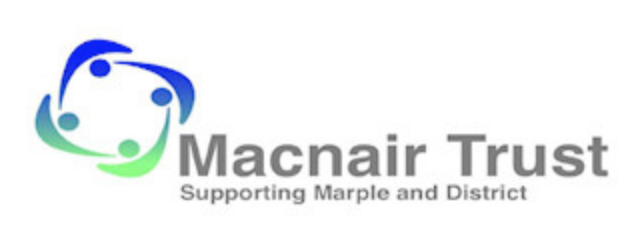 Macnair Trust
Supporting Marple and District